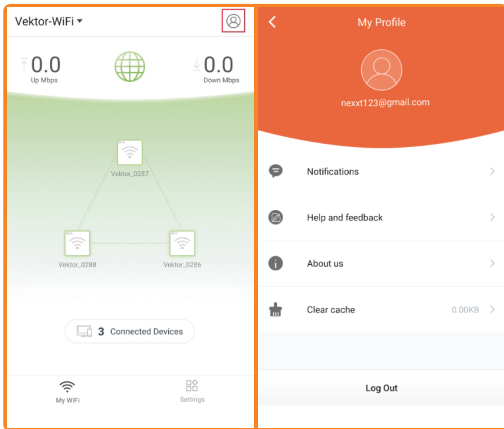 Vektor-WiFi
0.0
Up Mbps
0.0
Down Mbps
Vektor_0287
Vektor_0288
Vektor_0286
3 Connected Devices
My WiFi
Settings
My Profile
nexxt123@gmail.com
Notifications
Help and feedback
About us
Clear cache 0.00KB
Log Out